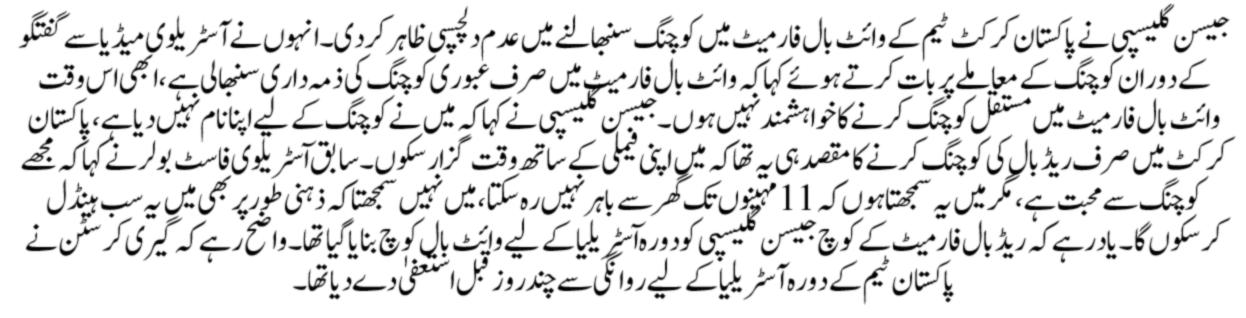 جیسن گلیسپی نے پاکستان کرکٹ ٹیم کے وائٹ بال فارمیٹ میں کوچنگ سنبھالنے میں عدم دلچسپی ظاہر کردی۔انہوں نے آسٹریلوی میڈیا سے گفتگو
کے دوران کوچنگ کے معاملے پر بات کرتے ہوئے کہا کہ وائٹ بال فارمیٹ میں صرف عبوری کوچنگ کی ذمہ داری سنبھالی ہے، ابھی اس وقت
وائٹ بال فارمیٹ میں مستقل کوچنگ کرنے کا خواہشمند نہیں ہوں۔ جیسن گلیسپی نے کہا کہ میں نے کوچنگ کے لیے اپنا نام نہیں دیا ہے، پاکستان
کرکٹ میں صرف ریڈ بال کی کوچنگ کرنے کا مقصد ہی یہ تھا کہ میں اپنی فیملی کے ساتھ وقت گزار سکوں۔ سابق آسٹریلوی فاسٹ بولر نے کہا کہ مجھے
کوچنگ سے محبت ہے، مگر میں یہ سمجھتا ہوں کہ 11 مہینوں تک گھر سے باہر نہیں رہ سکتا، میں نہیں سمجھتا کہ ذہنی طور پر بھی میں یہ سب ہینڈل
کر سکوں گا۔ یاد رہے کہ ریڈ بال فارمیٹ کے کوچ جیسن گلیسپی کو دورہ آسٹریلیا کے لیے وائٹ بال کوچ بنایا گیا تھا۔ واضح رہے کہ گیری کرسٹن نے
پاکستان ٹیم کے دورہ آسٹریلیا کے لیے روانگی سے چند روز قبل استعفیٰ دے دیا تھا۔